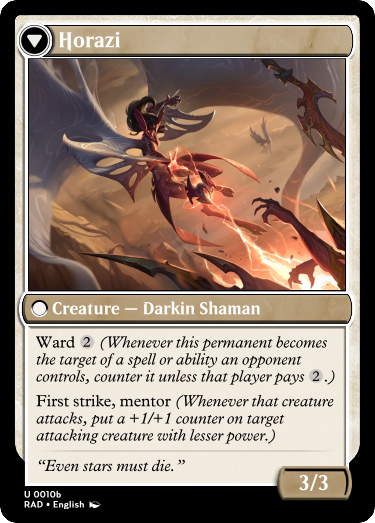 Horazi
Creature — Darkin Shaman
Ward 2 (Whenever this permanent becomes
the target of a spell or ability an opponent
controls, counter it unless that player pays 2.)
First strike, mentor (Whenever that creature
attacks, put a +1/+1 counter on target
attacking creature with lesser power.)
“Even stars must die.”
3/3
U 0010b
RAD • English